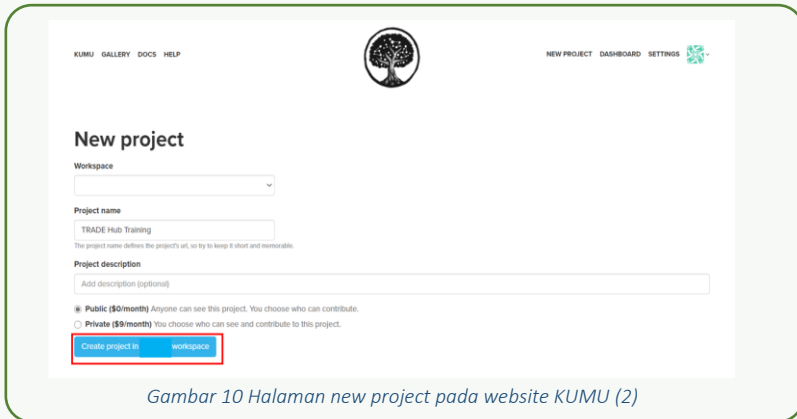 KUMU GALLERY DOCS HELP
NEW PROJECT DASHBOARD SETTINGS
New project
Workspace
Project name
TRADE Hub Training
The project name defines the project's url, so try to keep it short and memorable.
Project description
Add description (optional)
Public ($0/month) Anyone can see this project. You choose who can contribute.
Private ($9/month) You choose who can see and contribute to this project.
Create project in workspace
Gambar 10 Halaman new project pada website KUMU (2)